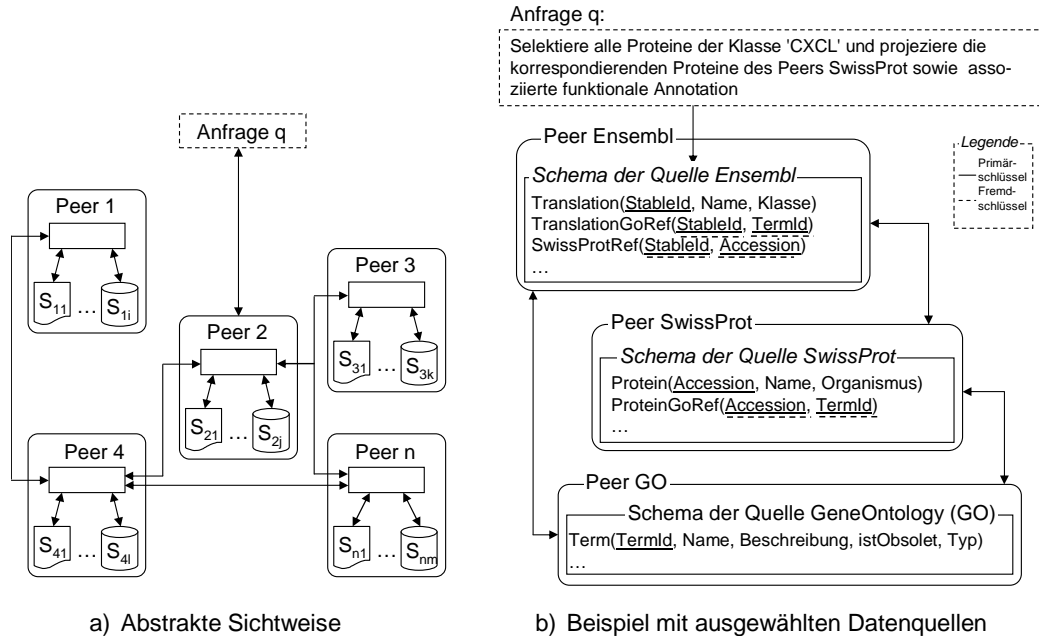 Anfrage q
Peer 1
S11 … S1i
Peer 2
S21 … S2j
Peer 3
S31 … S3k
Peer 4
S41 … S4l
Peer n
Sn1 … Snm
a) Abstrakte Sichtweise
Anfrage q:
Selektiere alle Proteine der Klasse 'CXCL' und projeziere die
korrespondierenden Proteine des Peers SwissProt sowie asso-
ziierte funktionale Annotation
Legende
Primär-
schlüssel
Fremd-
schlüssel
Peer Ensembl
Schema der Quelle Ensembl
Translation(StableId, Name, Klasse)
TranslationGoRef(StableId, TermId)
SwissProtRef(StableId, Accession)
…
Peer SwissProt
Schema der Quelle SwissProt
Protein(Accession, Name, Organismus)
ProteinGoRef(Accession, TermId)
…
Peer GO
Schema der Quelle GeneOntology (GO)
Term(TermId, Name, Beschreibung, istObsolet, Typ)
…
b) Beispiel mit ausgewählten Datenquellen